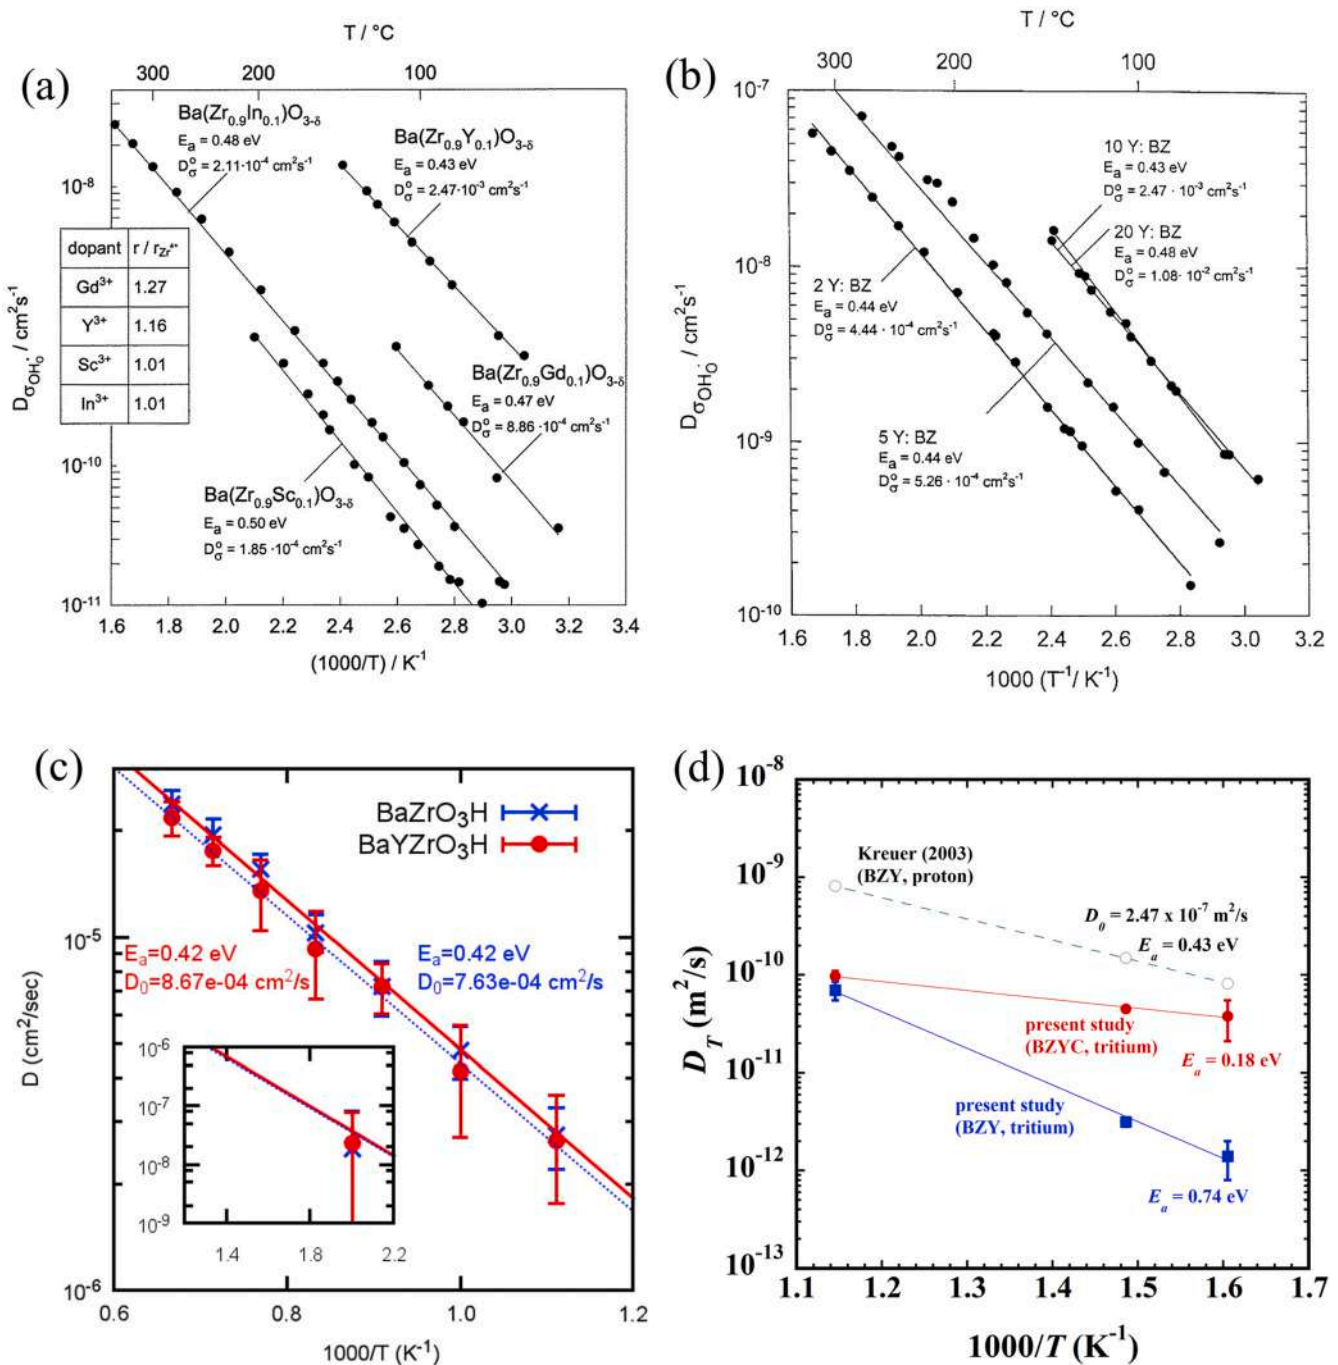 T / °C
(a)
300
200
100
Ba(Zr₀.₉In₀.₁)O₃₋δ
Eₐ = 0.48 eV
D°σ = 2.11·10⁻⁴ cm²s⁻¹
Ba(Zr₀.₉Y₀.₁)O₃₋δ
Eₐ = 0.43 eV
D°σ = 2.47·10⁻³ cm²s⁻¹
10⁻⁸
dopant r / r Zr⁴⁺
Gd³⁺ 1.27
Y³⁺ 1.16
Sc³⁺ 1.01
In³⁺ 1.01
D σ OH˙O / cm²s⁻¹
Ba(Zr₀.₉Gd₀.₁)O₃₋δ
Eₐ = 0.47 eV
D°σ = 8.86 ·10⁻⁴ cm²s⁻¹
10⁻¹⁰
Ba(Zr₀.₉Sc₀.₁)O₃₋δ
Eₐ = 0.50 eV
D°σ = 1.85 ·10⁻⁴ cm²s⁻¹
10⁻¹¹
1.6 1.8 2.0 2.2 2.4 2.6 2.8 3.0 3.2 3.4
(1000/T) / K⁻¹
T / °C
(b)
300
200
100
10⁻⁷
10 Y: BZ
Eₐ = 0.43 eV
D°σ = 2.47 · 10⁻³ cm²s⁻¹
20 Y: BZ
Eₐ = 0.48 eV
D°σ = 1.08· 10⁻² cm²s⁻¹
10⁻⁸
2 Y: BZ
Eₐ = 0.44 eV
D°σ = 4.44 · 10⁻⁴ cm²s⁻¹
D σ OH˙O / cm²s⁻¹
10⁻⁹
5 Y: BZ
Eₐ = 0.44 eV
D°σ = 5.26 · 10⁻⁴ cm²s⁻¹
10⁻¹⁰
1.6 1.8 2.0 2.2 2.4 2.6 2.8 3.0 3.2
1000 (T⁻¹/ K⁻¹)
(c)
BaZrO₃H
BaYZrO₃H
10⁻⁵
Eₐ=0.42 eV
D₀=8.67e-04 cm²/s
Eₐ=0.42 eV
D₀=7.63e-04 cm²/s
D (cm²/sec)
10⁻⁶
10⁻⁷
10⁻⁸
10⁻⁹
1.4 1.8 2.2
10⁻⁶
0.6 0.8 1.0 1.2
1000/T (K⁻¹)
(d)
10⁻⁸
Kreuer (2003)
(BZY, proton)
10⁻⁹
D₀ = 2.47 x 10⁻⁷ m²/s
Eₐ = 0.43 eV
10⁻¹⁰
D_T (m²/s)
present study
(BZYC, tritium)
Eₐ = 0.18 eV
10⁻¹¹
present study
(BZY, tritium)
10⁻¹²
Eₐ = 0.74 eV
10⁻¹³
1.1 1.2 1.3 1.4 1.5 1.6 1.7
1000/T (K⁻¹)